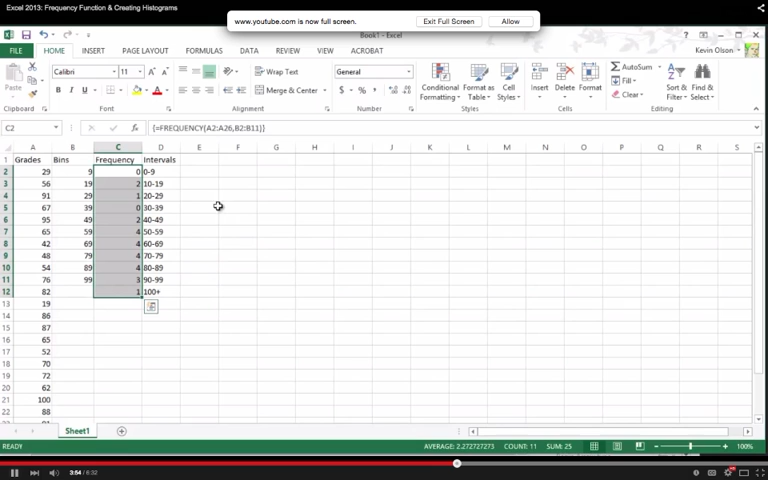 Excel 2013: Frequency Function & Creating Histograms
www.youtube.com is now full screen. Exit Full Screen Allow
Book1 - Excel
FILE HOME INSERT PAGE LAYOUT FORMULAS DATA REVIEW VIEW ACROBAT Kevin Olson
Paste Calibri 11 Wrap Text General Conditional Formatting Format as Table Cell Styles Insert Delete Format AutoSum Sort & Filter Find & Select
B I U Merge & Center $ % Fill
Clear
Clipboard Font Alignment Number Styles Cells Editing
C2 fx {=FREQUENCY(A2:A26,B2:B11)}
A B C D E F G H I J K L M N O P Q R S
1 Grades Bins Frequency Intervals
2 29 9 0 0-9
3 56 19 2 10-19
4 91 29 1 20-29
5 67 39 0 30-39
6 95 49 2 40-49
7 65 59 4 50-59
8 42 69 4 60-69
9 48 79 4 70-79
10 54 89 4 80-89
11 76 99 3 90-99
12 82 1 100+
13 19
14 86
15 87
16 65
17 52
18 70
19 72
20 62
21 100
22 88
Sheet1
READY AVERAGE: 2.272727273 COUNT: 11 SUM: 25 100%
3:54 / 6:32